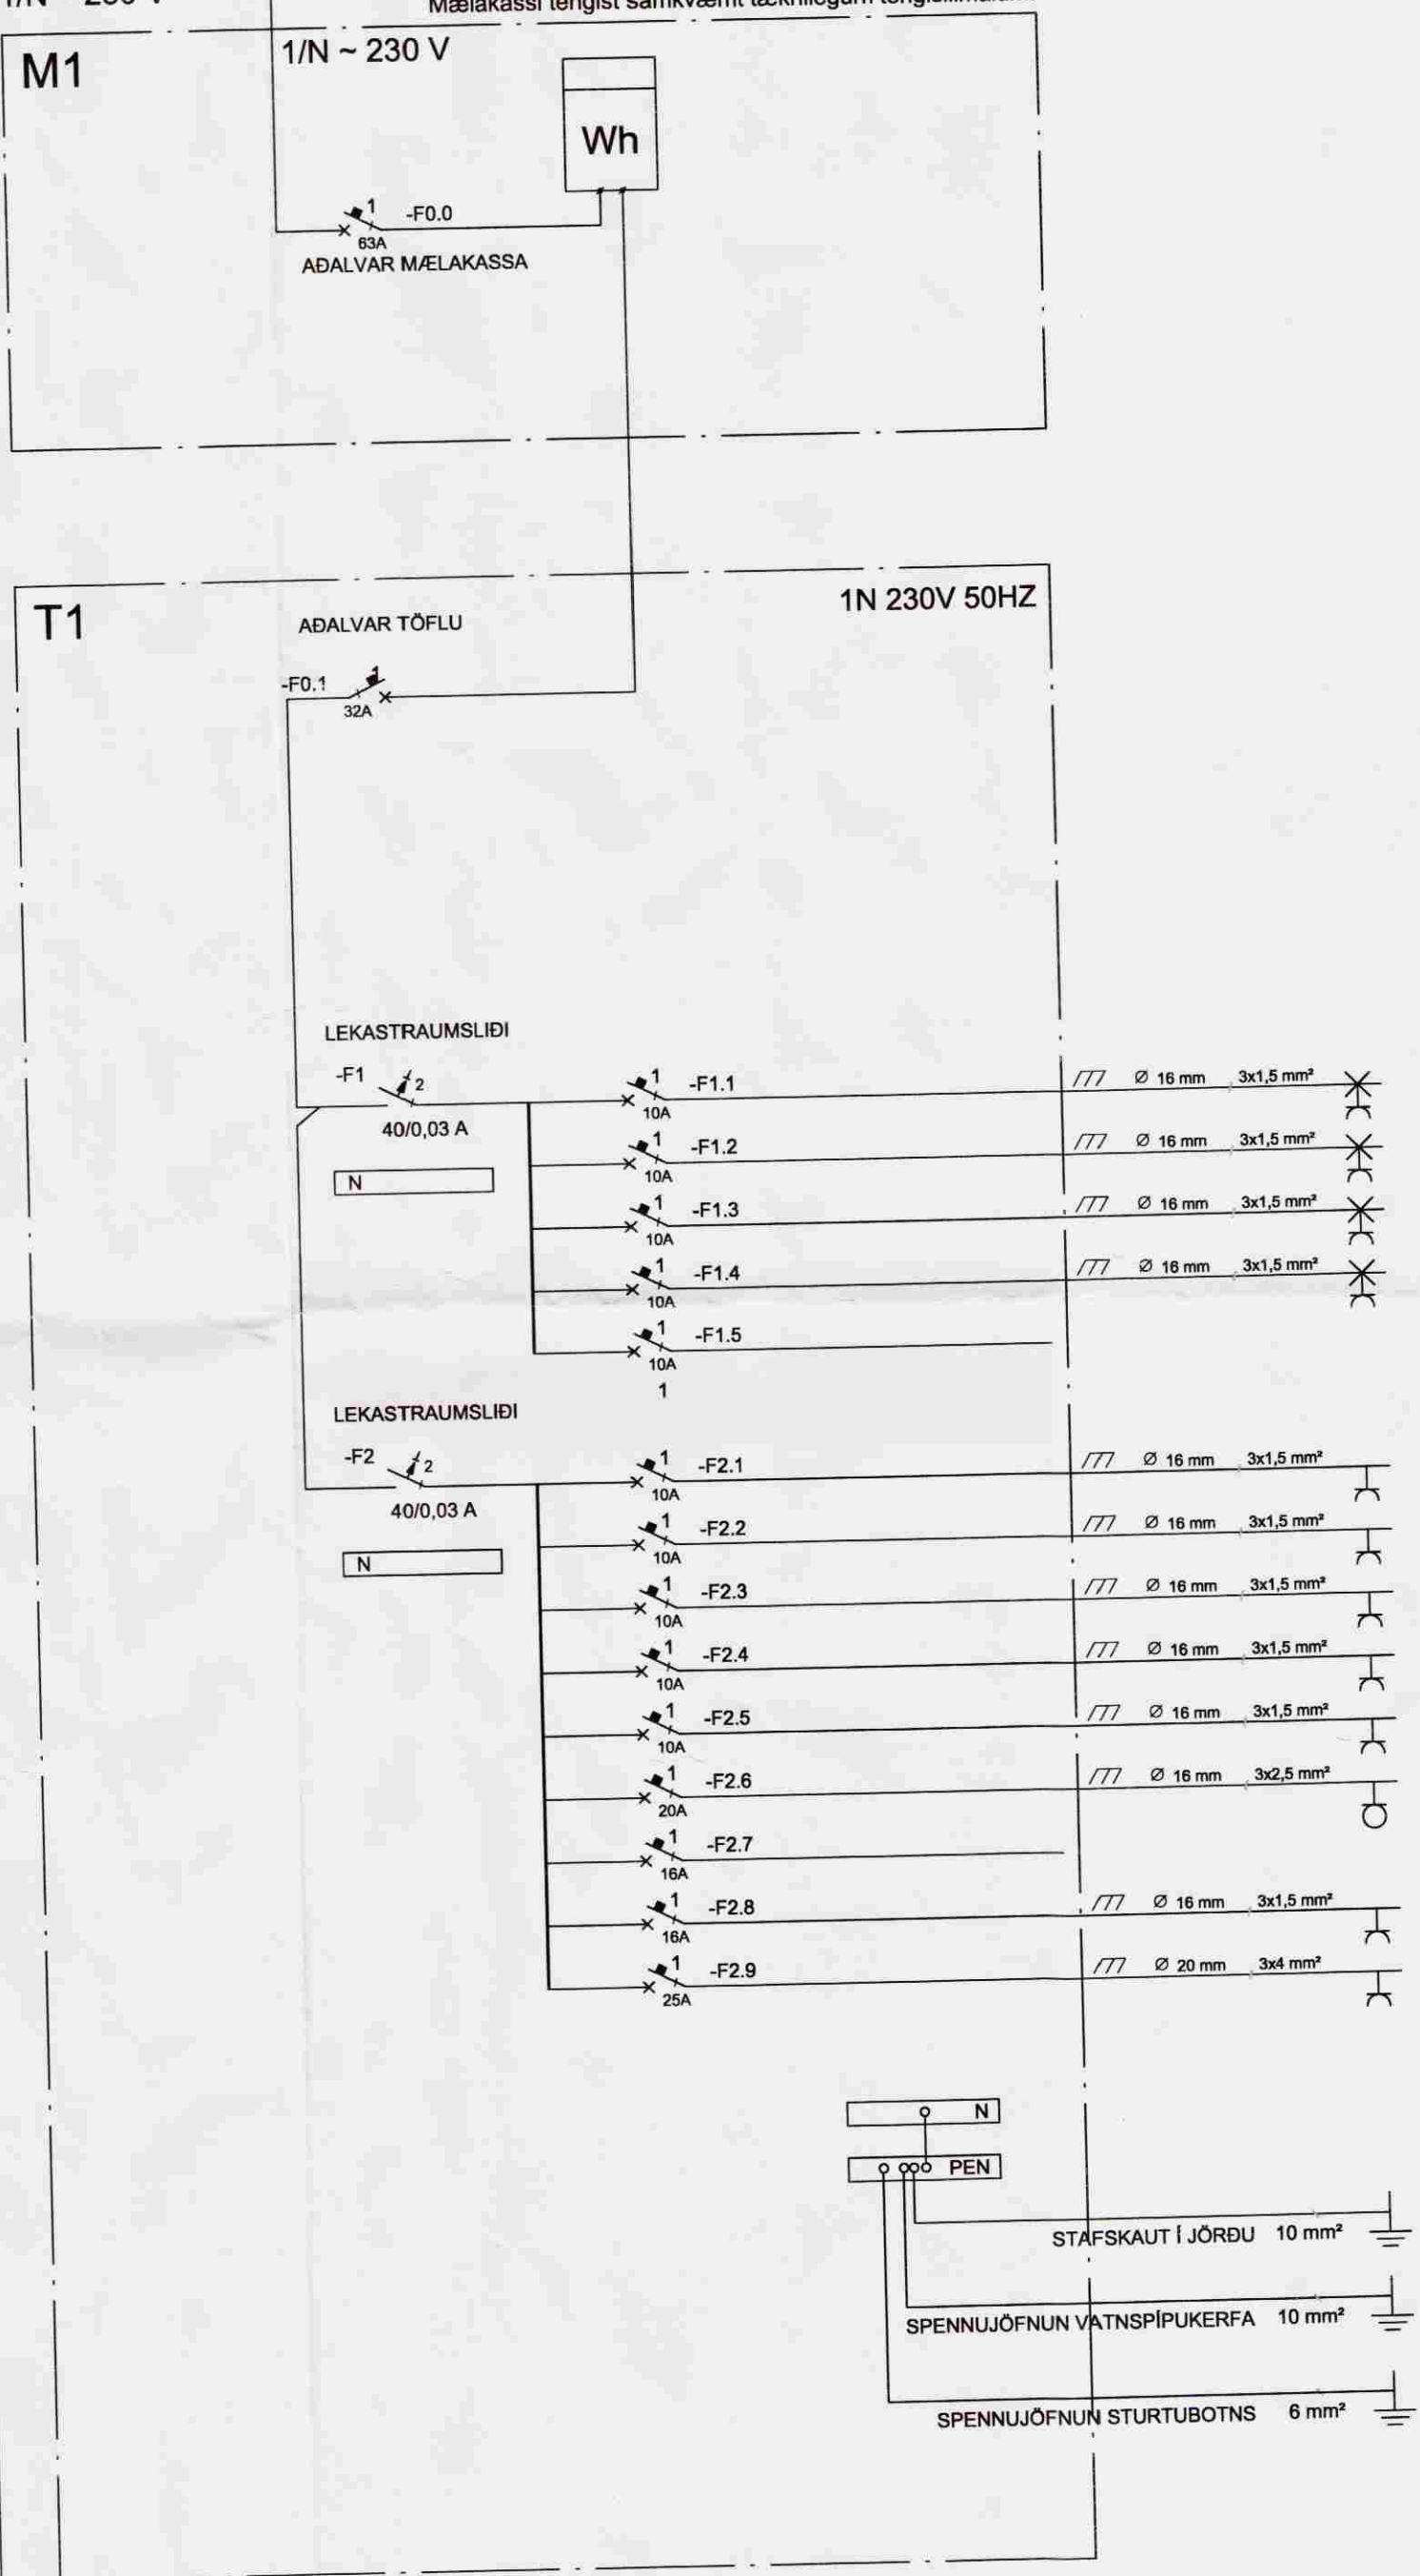 M1
1/N ~ 230 V
Wh
1 -F0.0
63A
AÐALVAR MÆLAKASSA
T1
1N 230V 50HZ
AÐALVAR TÖFLU
-F0.1 1
32A
LEKASTRAUMSLIÐI
-F1 2
40/0,03 A
N
1 -F1.1 Ø 16 mm 3x1,5 mm²
10A
1 -F1.2 Ø 16 mm 3x1,5 mm²
10A
1 -F1.3 Ø 16 mm 3x1,5 mm²
10A
1 -F1.4 Ø 16 mm 3x1,5 mm²
10A
1 -F1.5
10A
1
LEKASTRAUMSLIÐI
-F2 2
40/0,03 A
N
1 -F2.1 Ø 16 mm 3x1,5 mm²
10A
1 -F2.2 Ø 16 mm 3x1,5 mm²
10A
1 -F2.3 Ø 16 mm 3x1,5 mm²
10A
1 -F2.4 Ø 16 mm 3x1,5 mm²
10A
1 -F2.5 Ø 16 mm 3x1,5 mm²
10A
1 -F2.6 Ø 16 mm 3x2,5 mm²
20A
1 -F2.7
16A
1 -F2.8 Ø 16 mm 3x1,5 mm²
16A
1 -F2.9 Ø 20 mm 3x4 mm²
25A
N
PEN
STAFSKAUT Í JÖRÐU 10 mm²
SPENNUJÖFNUN VATNSPÍPUKERFA 10 mm²
SPENNUJÖFNUN STURTUBOTNS 6 mm²